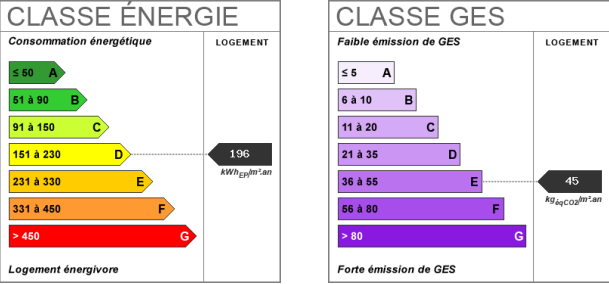 CLASSE ÉNERGIE
Consommation énergétique
LOGEMENT
≤ 50 A
51 à 90 B
91 à 150 C
151 à 230 D
196
kWhEP/m².an
231 à 330 E
331 à 450 F
> 450 G
Logement énergivore
CLASSE GES
Faible émission de GES
LOGEMENT
≤ 5 A
6 à 10 B
11 à 20 C
21 à 35 D
36 à 55 E
45
kgéqCO2/m².an
56 à 80 F
> 80 G
Forte émission de GES